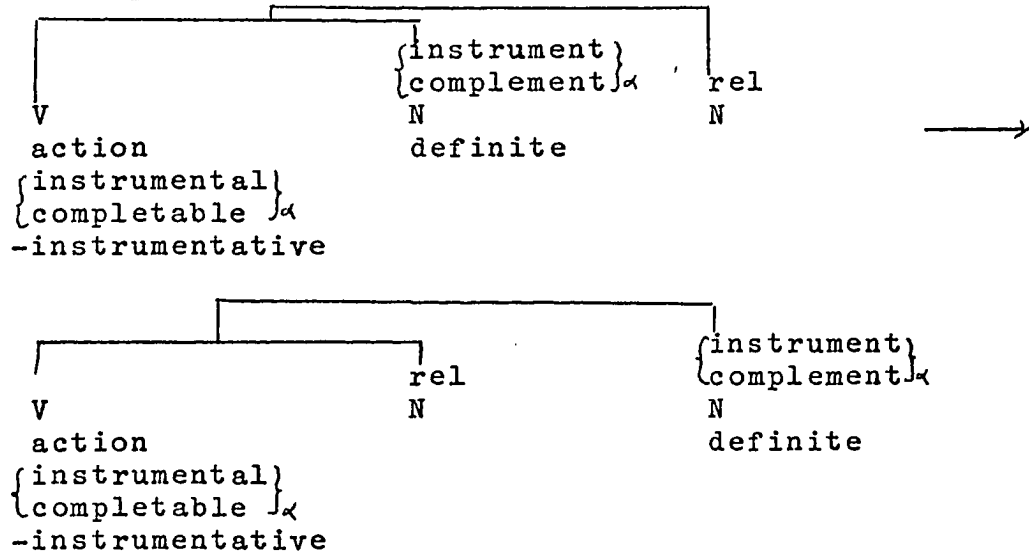 {instrument
{complement}α rel
V N N
action definite ⟶
{instrumental}
{completable}α
-instrumentative
rel {instrument}
{complement}α
V N N
action definite
{instrumental}
{completable}α
-instrumentative